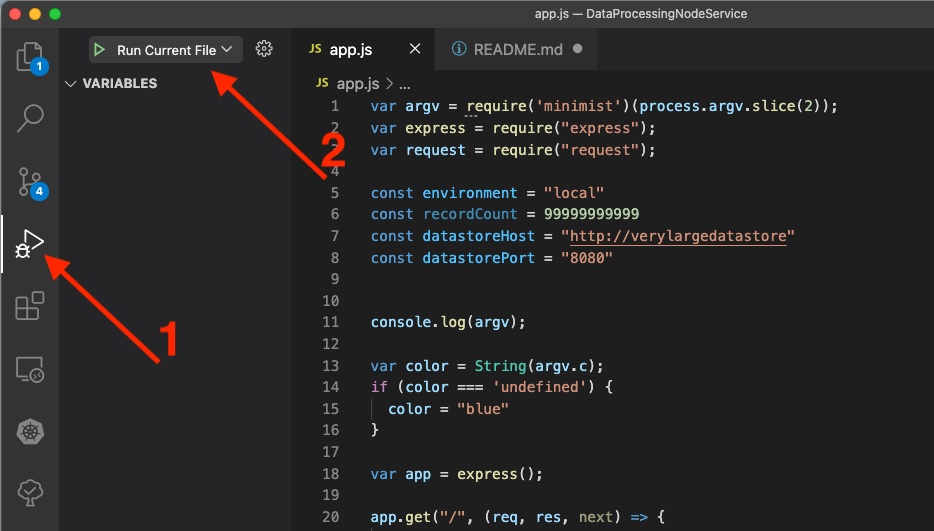 app.js — DataProcessingNodeService
1
Run Current File
JS app.js
README.md
VARIABLES
JS app.js > ...
1 var argv = require('minimist')(process.argv.slice(2));
2 var express = require("express");
3 var request = require("request");
4
5 const environment = "local"
6 const recordCount = 99999999999
7 const datastoreHost = "http://verylargedatastore"
8 const datastorePort = "8080"
9
10
11 console.log(argv);
12
13 var color = String(argv.c);
14 if (color === 'undefined') {
15 color = "blue"
16 }
17
18 var app = express();
19
20 app.get("/", (req, res, next) => {
4
2
1